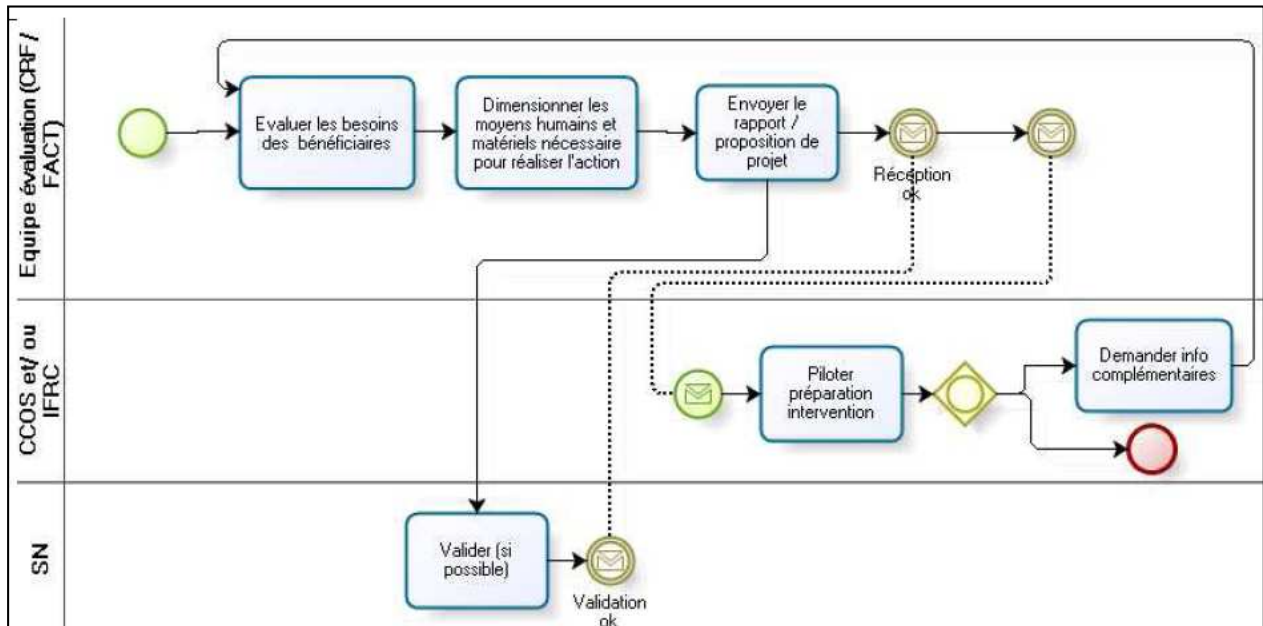 Equipe évaluation (CRF /
FACT)
Evaluer les besoins
des bénéficiaires
Dimensionner les
moyens humains et
matériels nécessaire
pour réaliser l'action
Envoyer le
rapport /
proposition de
projet
Réception
ok
CCOS et/ ou
IFRC
Piloter
préparation
intervention
Demander info
complémentaires
SN
Valider (si
possible)
Validation
ok